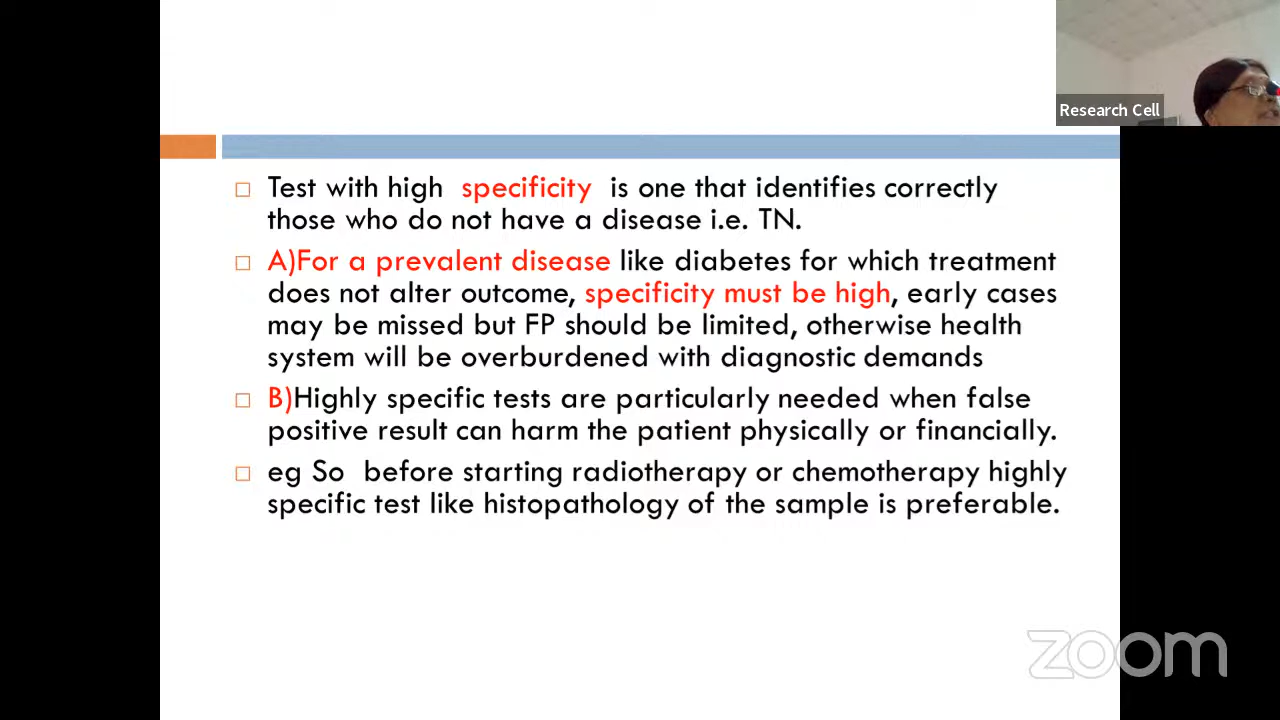 Research Cell
Test with high specificity is one that identifies correctly
those who do not have a disease i.e. TN.
A)For a prevalent disease like diabetes for which treatment
does not alter outcome, specificity must be high, early cases
may be missed but FP should be limited, otherwise health
system will be overburdened with diagnostic demands
B)Highly specific tests are particularly needed when false
positive result can harm the patient physically or financially.
eg So before starting radiotherapy or chemotherapy highly
specific test like histopathology of the sample is preferable.
zoom